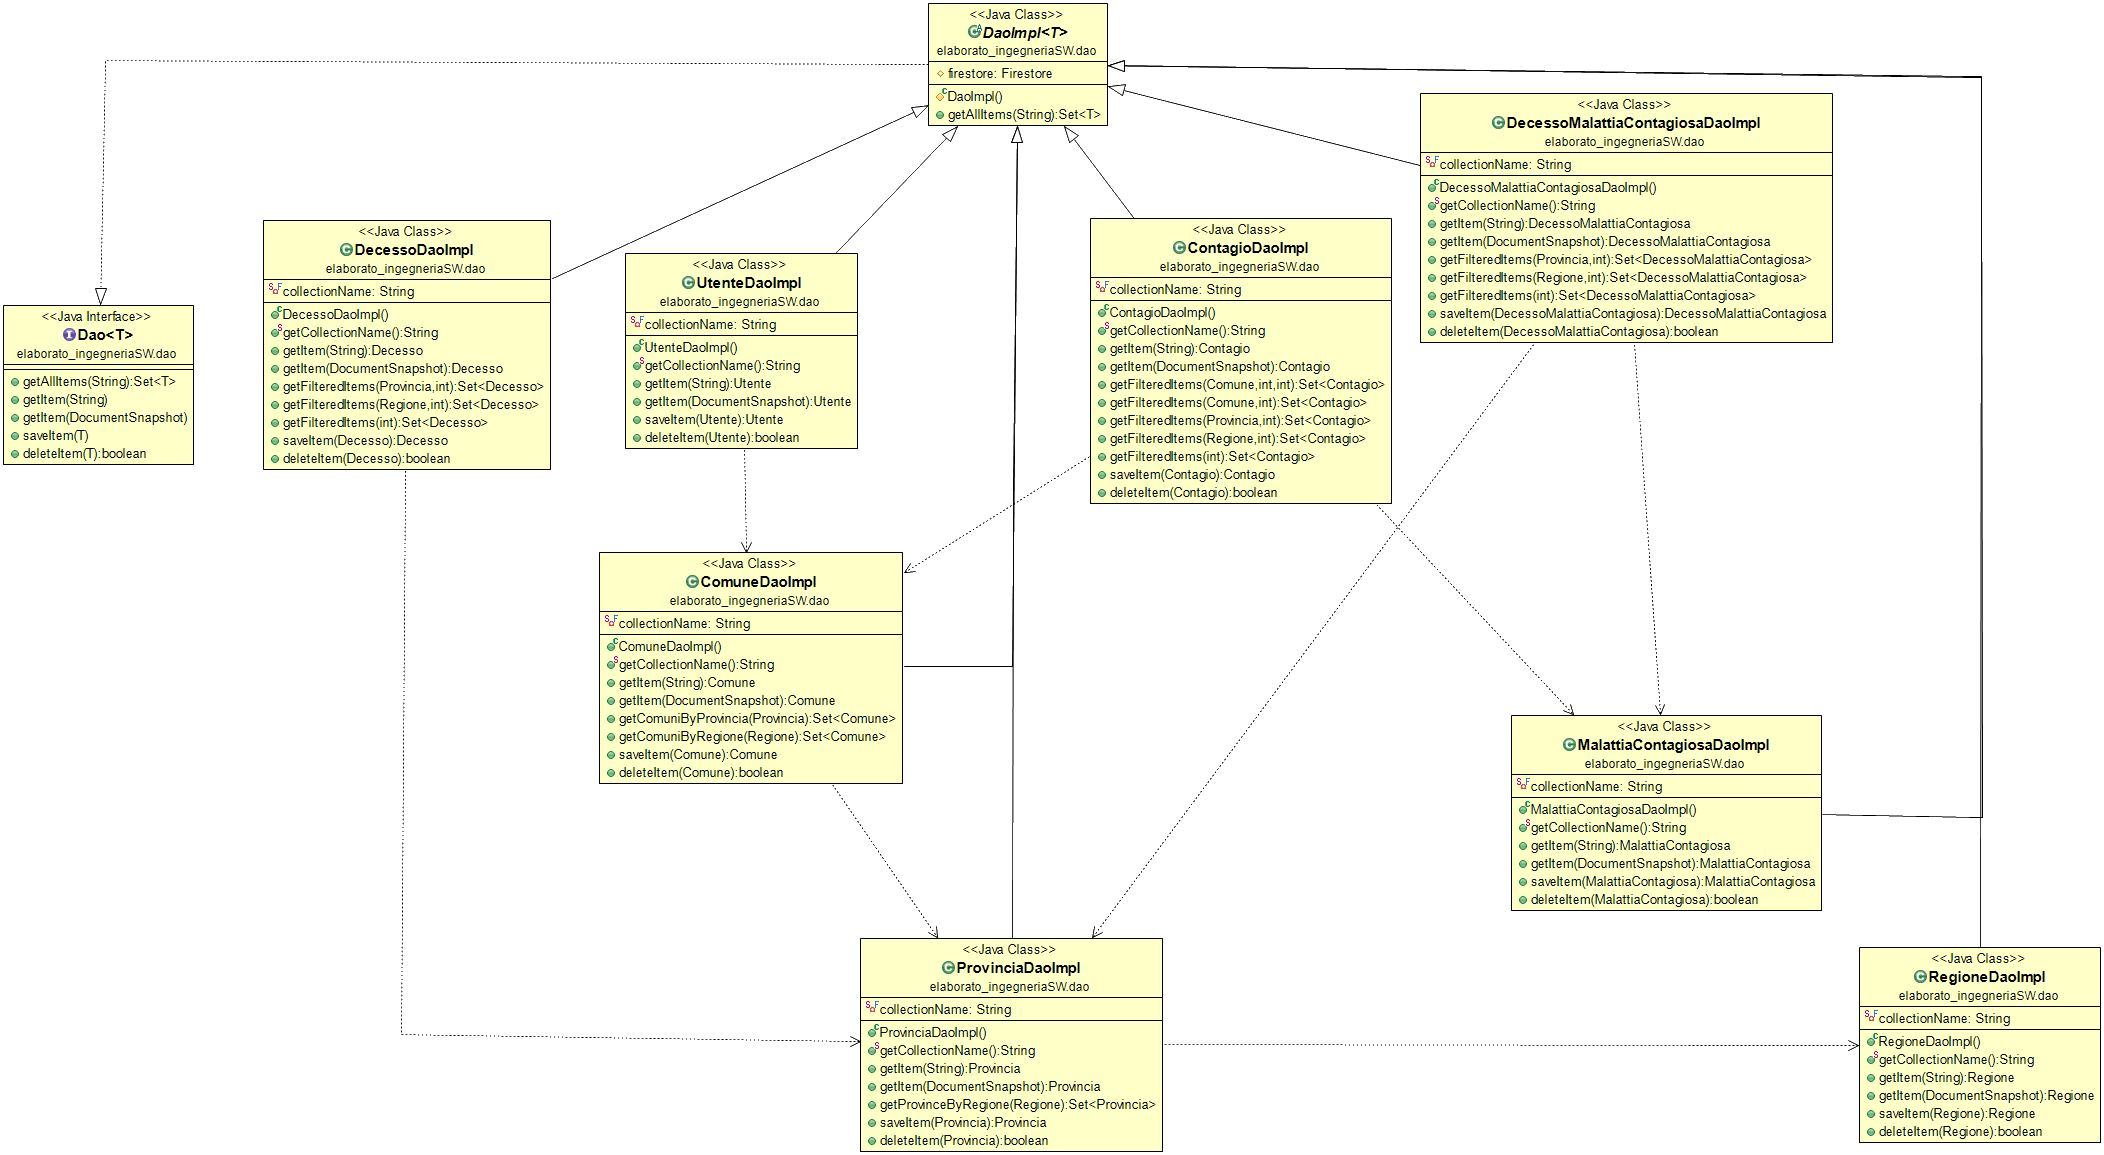 <<Java Class>>
DaoImpl<T>
elaborato_ingegneriaSW.dao
firestore: Firestore
DaoImpl()
getAllItems(String):Set<T>
<<Java Class>>
DecessoMalattiaContagiosaDaoImpl
elaborato_ingegneriaSW.dao
collectionName: String
DecessoMalattiaContagiosaDaoImpl()
getCollectionName():String
getItem(String):DecessoMalattiaContagiosa
getItem(DocumentSnapshot):DecessoMalattiaContagiosa
getFilteredItems(Provincia,int):Set<DecessoMalattiaContagiosa>
getFilteredItems(Regione,int):Set<DecessoMalattiaContagiosa>
getFilteredItems(int):Set<DecessoMalattiaContagiosa>
saveItem(DecessoMalattiaContagiosa):DecessoMalattiaContagiosa
deleteItem(DecessoMalattiaContagiosa):boolean
<<Java Class>>
DecessoDaoImpl
elaborato_ingegneriaSW.dao
collectionName: String
DecessoDaoImpl()
getCollectionName():String
getItem(String):Decesso
getItem(DocumentSnapshot):Decesso
getFilteredItems(Provincia,int):Set<Decesso>
getFilteredItems(Regione,int):Set<Decesso>
getFilteredItems(int):Set<Decesso>
saveItem(Decesso):Decesso
deleteItem(Decesso):boolean
<<Java Class>>
UtenteDaoImpl
elaborato_ingegneriaSW.dao
collectionName: String
UtenteDaoImpl()
getCollectionName():String
getItem(String):Utente
getItem(DocumentSnapshot):Utente
saveItem(Utente):Utente
deleteItem(Utente):boolean
<<Java Class>>
ContagioDaoImpl
elaborato_ingegneriaSW.dao
collectionName: String
ContagioDaoImpl()
getCollectionName():String
getItem(String):Contagio
getItem(DocumentSnapshot):Contagio
getFilteredItems(Comune,int,int):Set<Contagio>
getFilteredItems(Comune,int):Set<Contagio>
getFilteredItems(Provincia,int):Set<Contagio>
getFilteredItems(Regione,int):Set<Contagio>
getFilteredItems(int):Set<Contagio>
saveItem(Contagio):Contagio
deleteItem(Contagio):boolean
<<Java Interface>>
Dao<T>
elaborato_ingegneriaSW.dao
getAllItems(String):Set<T>
getItem(String)
getItem(DocumentSnapshot)
saveItem(T)
deleteItem(T):boolean
<<Java Class>>
ComuneDaoImpl
elaborato_ingegneriaSW.dao
collectionName: String
ComuneDaoImpl()
getCollectionName():String
getItem(String):Comune
getItem(DocumentSnapshot):Comune
getComuniByProvincia(Provincia):Set<Comune>
getComuniByRegione(Regione):Set<Comune>
saveItem(Comune):Comune
deleteItem(Comune):boolean
<<Java Class>>
MalattiaContagiosaDaoImpl
elaborato_ingegneriaSW.dao
collectionName: String
MalattiaContagiosaDaoImpl()
getCollectionName():String
getItem(String):MalattiaContagiosa
getItem(DocumentSnapshot):MalattiaContagiosa
saveItem(MalattiaContagiosa):MalattiaContagiosa
deleteItem(MalattiaContagiosa):boolean
<<Java Class>>
ProvinciaDaoImpl
elaborato_ingegneriaSW.dao
collectionName: String
ProvinciaDaoImpl()
getCollectionName():String
getItem(String):Provincia
getItem(DocumentSnapshot):Provincia
getProvinceByRegione(Regione):Set<Provincia>
saveItem(Provincia):Provincia
deleteItem(Provincia):boolean
<<Java Class>>
RegioneDaoImpl
elaborato_ingegneriaSW.dao
collectionName: String
RegioneDaoImpl()
getCollectionName():String
getItem(String):Regione
getItem(DocumentSnapshot):Regione
saveItem(Regione):Regione
deleteItem(Regione):boolean